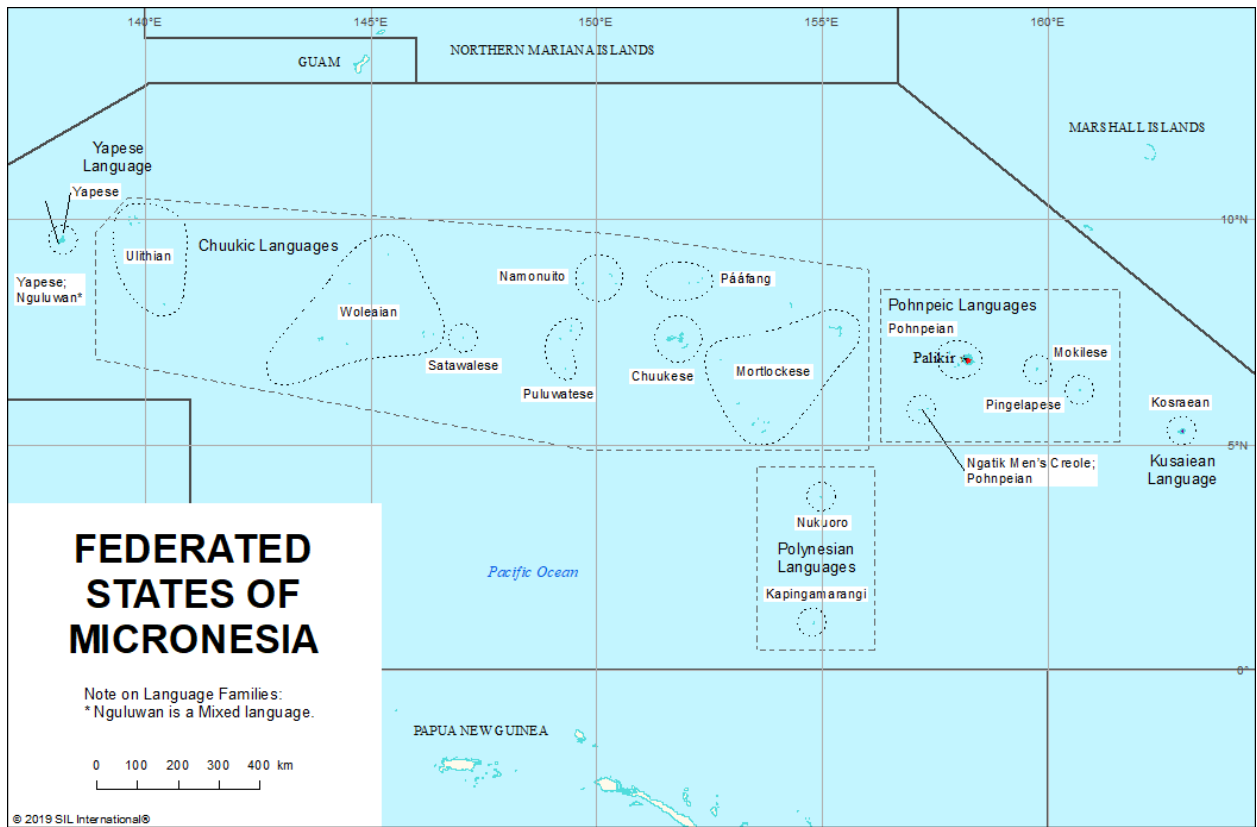 140°E
145°E
150°E
155°E
160°E
NORTHERN MARIANA ISLANDS
GUAM
MARSHALL ISLANDS
Yapese
Language
Yapese
10°N
Ulithian
Chuukic Languages
Yapese;
Nguluwan*
Namonuito
Pááfang
Woleaian
Pohnpeic Languages
Pohnpeian
Palikir
Mokilese
Satawalese
Chuukese
Mortlockese
Puluwatese
Pingelapese
Kosraean
5°N
Ngatik Men's Creole;
Pohnpeian
Kusaiean
Language
Nukuoro
Polynesian
Languages
Kapingamarangi
Pacific Ocean
FEDERATED
STATES OF
MICRONESIA
0°
Note on Language Families:
* Nguluwan is a Mixed language.
PAPUA NEW GUINEA
0 100 200 300 400 km
© 2019 SIL International®